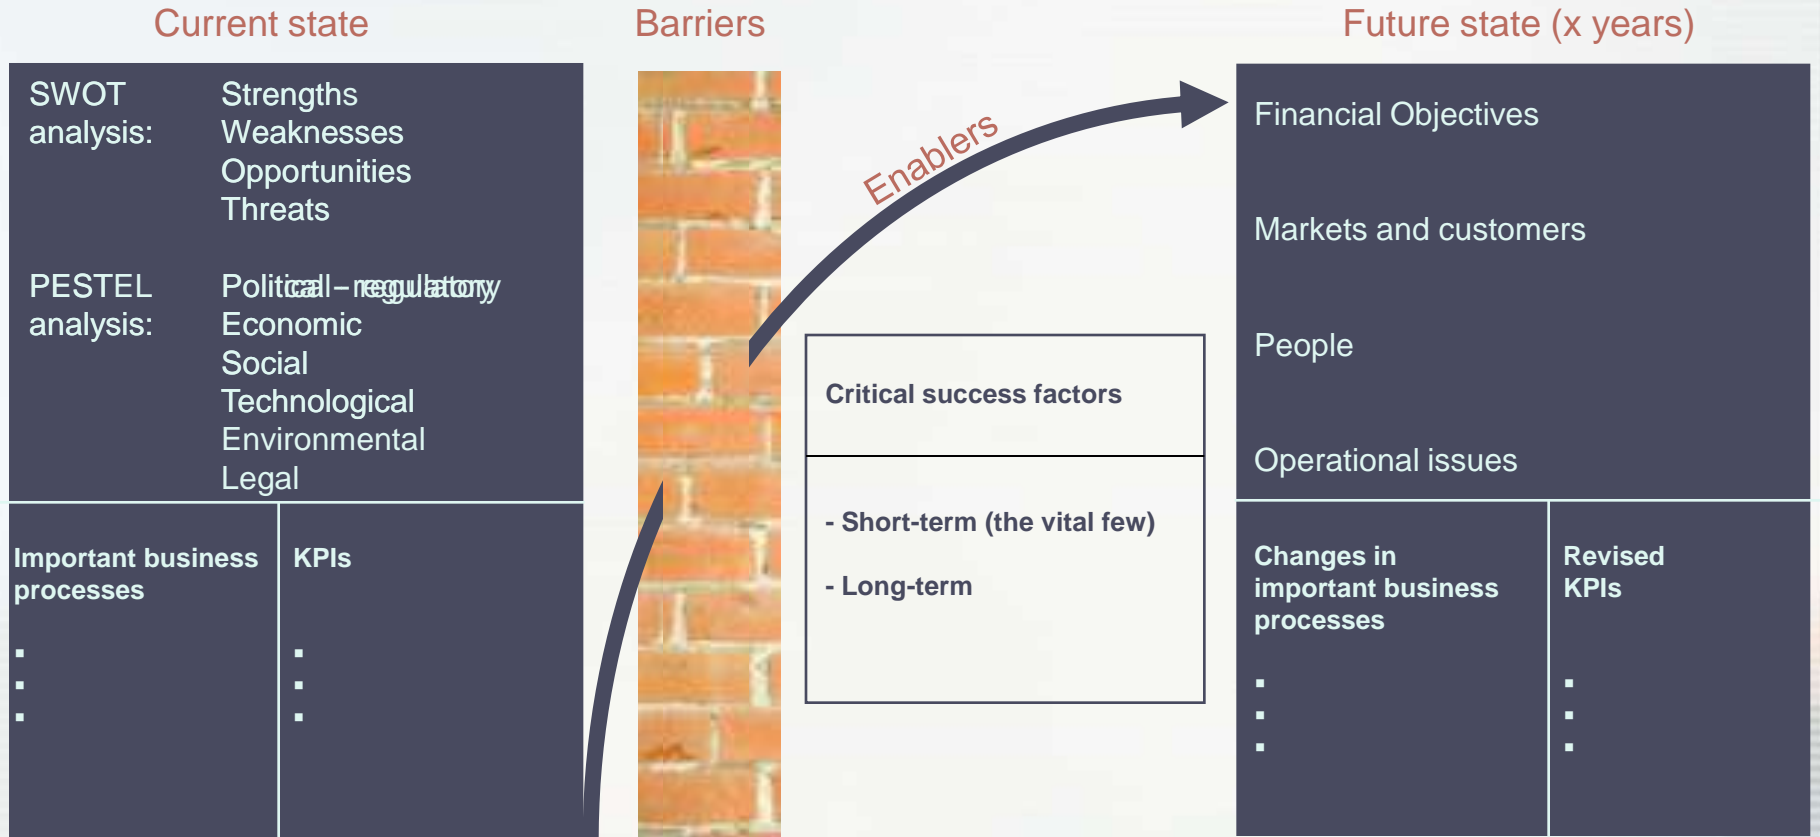 Current state
Barriers
Future state (x years)
SWOT Strengths
analysis: Weaknesses
Opportunities
Threats
PESTEL Political – regulatory
analysis: Economic
Social
Technological
Environmental
Legal
Important business
processes
▪
▪
▪
KPIs
▪
▪
▪
Enablers
Critical success factors
- Short-term (the vital few)
- Long-term
Financial Objectives
Markets and customers
People
Operational issues
Changes in
important business
processes
▪
▪
▪
Revised
KPIs
▪
▪
▪